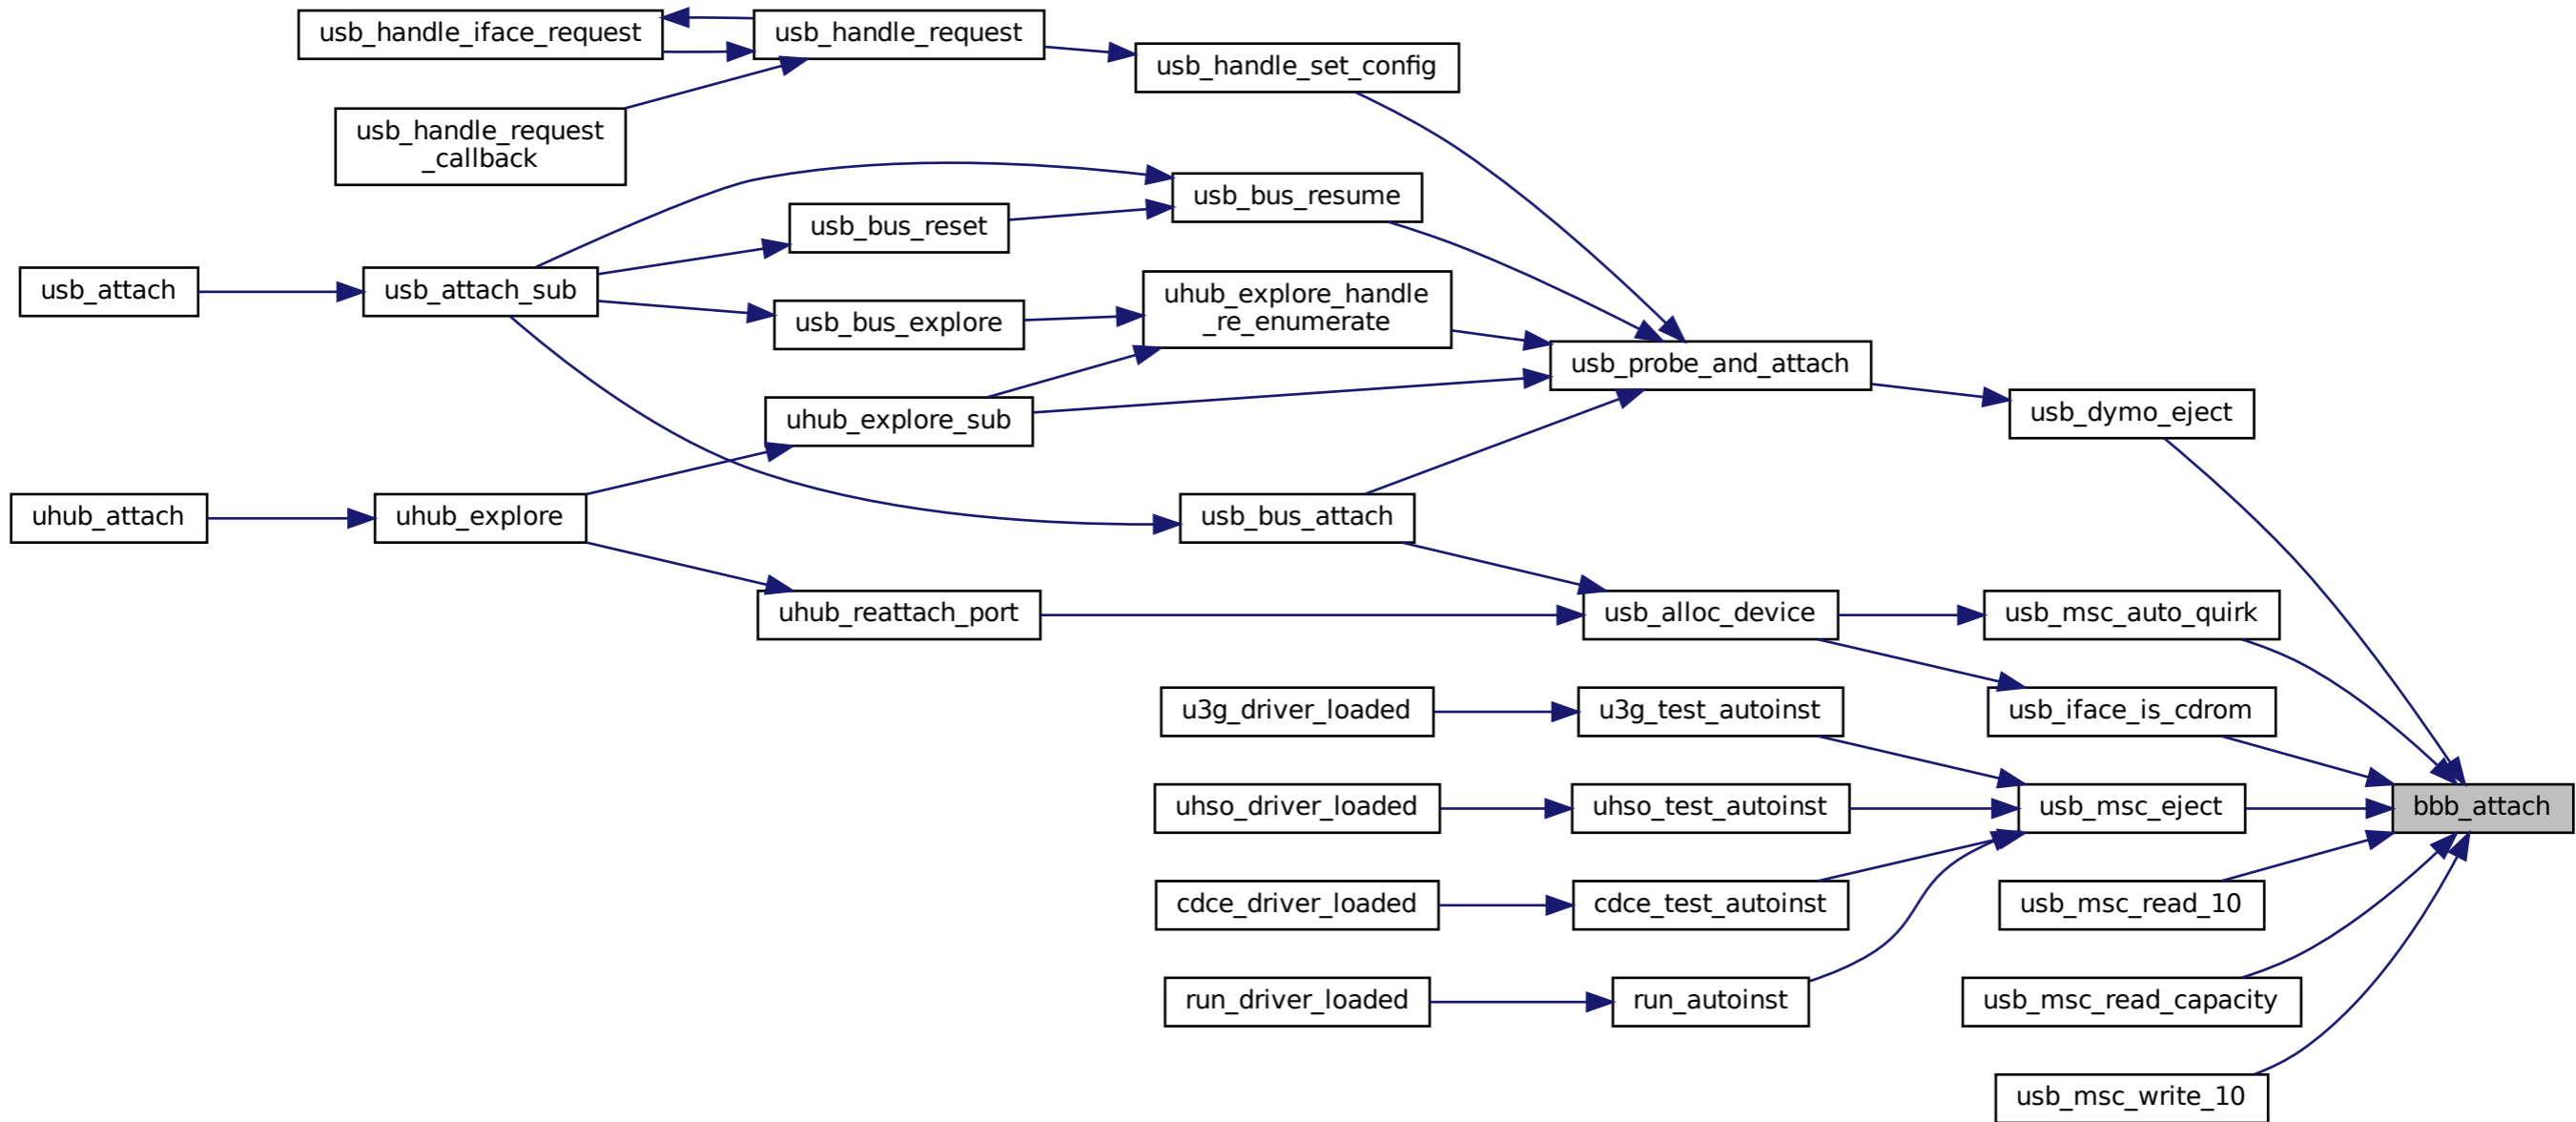 usb_handle_iface_request
usb_handle_request
usb_handle_set_config
usb_handle_request
_callback
usb_bus_resume
usb_bus_reset
usb_attach
usb_attach_sub
usb_bus_explore
uhub_explore_handle
_re_enumerate
usb_probe_and_attach
uhub_explore_sub
usb_dymo_eject
uhub_attach
uhub_explore
usb_bus_attach
uhub_reattach_port
usb_alloc_device
usb_msc_auto_quirk
u3g_driver_loaded
u3g_test_autoinst
usb_iface_is_cdrom
uhso_driver_loaded
uhso_test_autoinst
usb_msc_eject
bbb_attach
cdce_driver_loaded
cdce_test_autoinst
usb_msc_read_10
run_driver_loaded
run_autoinst
usb_msc_read_capacity
usb_msc_write_10